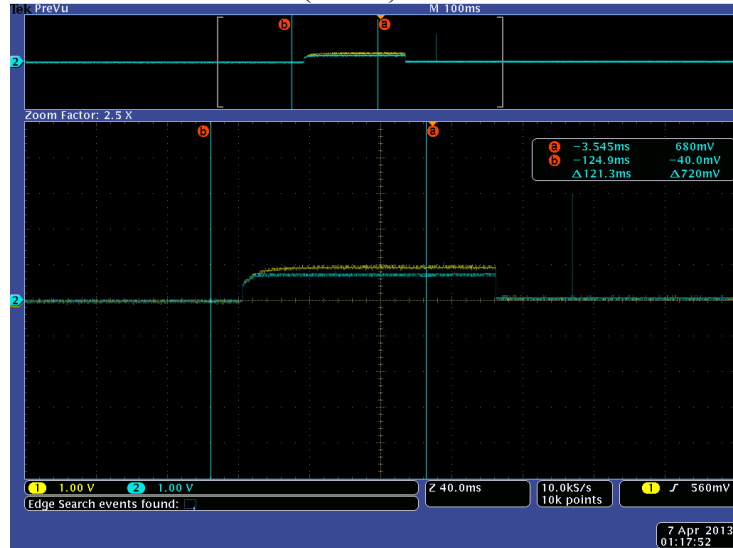 Tek PreVu M 100ms
b a
2
Zoom Factor: 2.5 X
b a
a −3.545ms 680mV
b −124.9ms −40.0mV
Δ121.3ms Δ720mV
2
1 1.00 V 2 1.00 V Z 40.0ms 10.0kS/s 1 560mV
10k points
Edge Search events found:
7 Apr 2013
01:17:52